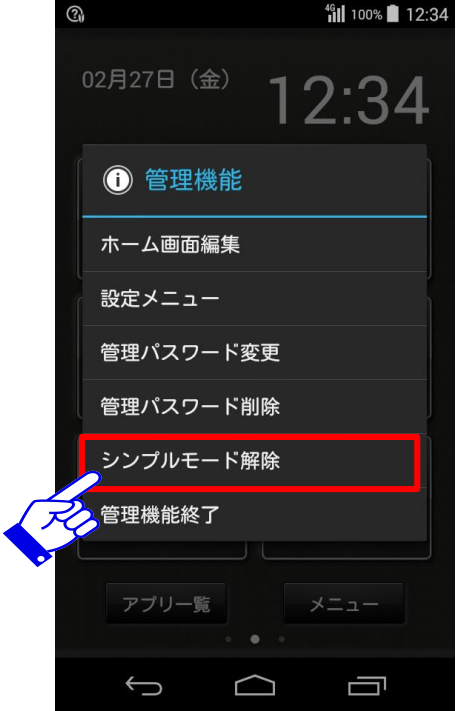 4G 100% 12:34
02月27日（金） 12:34
管理機能
ホーム画面編集
設定メニュー
管理パスワード変更
管理パスワード削除
シンプルモード解除
管理機能終了
アプリ一覧 メニュー